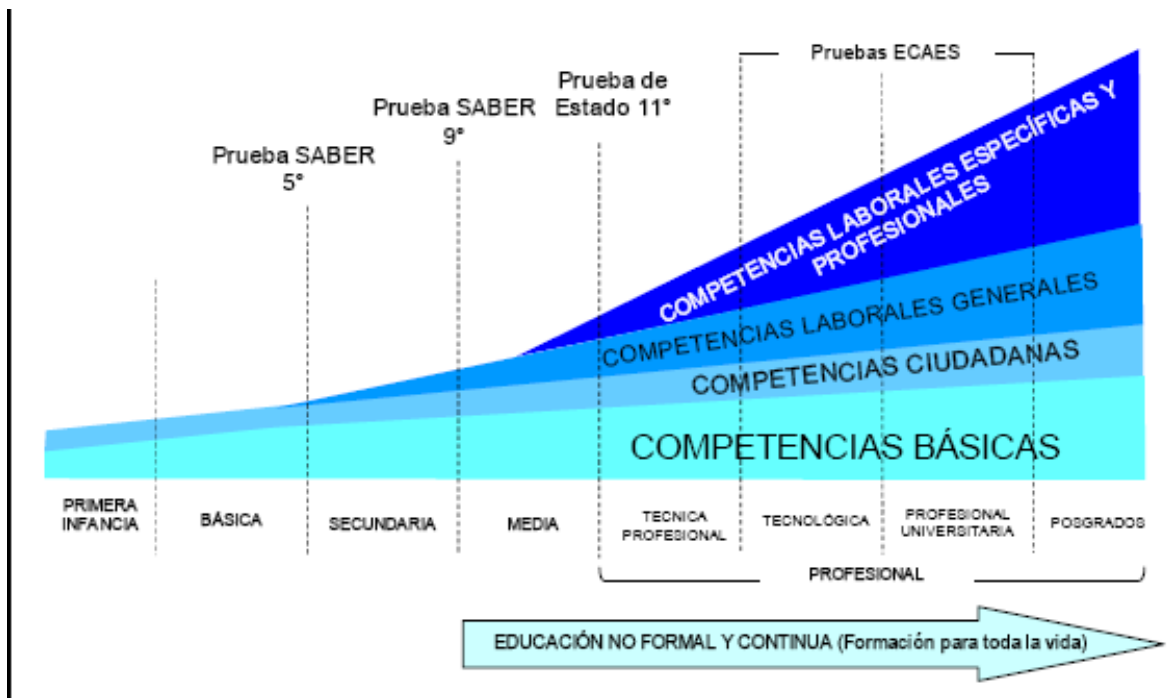 Pruebas ECAES
Prueba de
Estado 11°
Prueba SABER
9°
Prueba SABER
5°
COMPETENCIAS LABORALES ESPECÍFICAS Y
PROFESIONALES
COMPETENCIAS LABORALES GENERALES
COMPETENCIAS CIUDADANAS
COMPETENCIAS BÁSICAS
PRIMERA
INFANCIA
BÁSICA
SECUNDARIA
MEDIA
TECNICA
PROFESIONAL
TECNOLÓGICA
PROFESIONAL
UNIVERSITARIA
POSGRADOS
PROFESIONAL
EDUCACIÓN NO FORMAL Y CONTINUA (Formación para toda la vida)